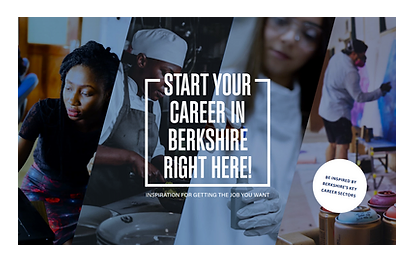 START YOUR
CAREER IN
BERKSHIRE
RIGHT HERE!
INSPIRATION FOR GETTING THE JOB YOU WANT
BE INSPIRED BY
BERKSHIRE'S KEY
CAREER SECTORS